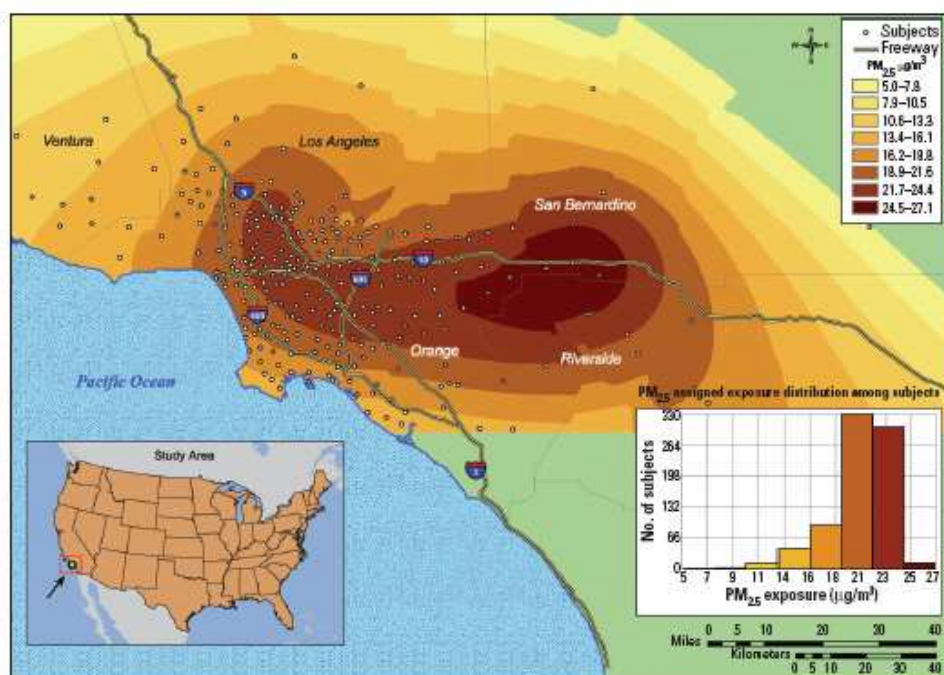 Subjects
Freeway
PM2.5 μg/m3
5.0–7.8
7.9–10.5
10.6–13.3
13.4–16.1
16.2–18.8
18.9–21.6
21.7–24.4
24.5–27.1
Ventura
Los Angeles
San Bernardino
Orange
Riverside
Pacific Ocean
5
10
5
Study Area
PM2.5 assigned exposure distribution among subjects
No. of subjects
330
264
198
132
66
0
5 7 9 11 14 16 18 21 23 25 27
PM2.5 exposure (μg/m3)
Miles 0 5 10 20 30 40
Kilometers 0 5 10 20 30 40